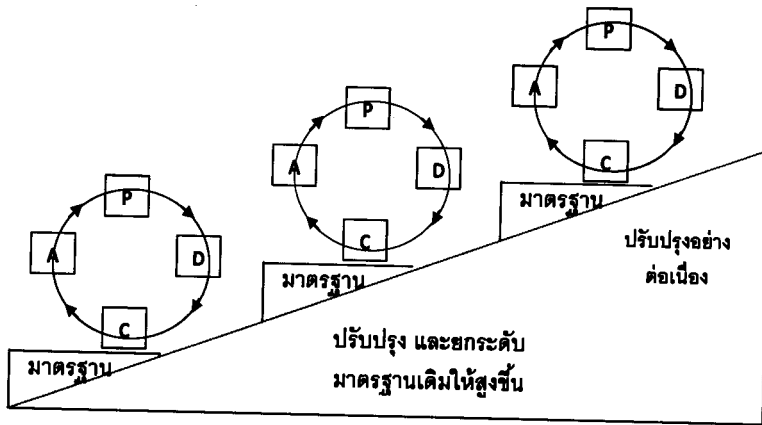 P
A
D
C
มาตรฐาน
P
A
D
C
มาตรฐาน
P
A
D
C
มาตรฐาน
ปรับปรุงอย่าง
ต่อเนื่อง
ปรับปรุง และยกระดับ
มาตรฐานเดิมให้สูงขึ้น